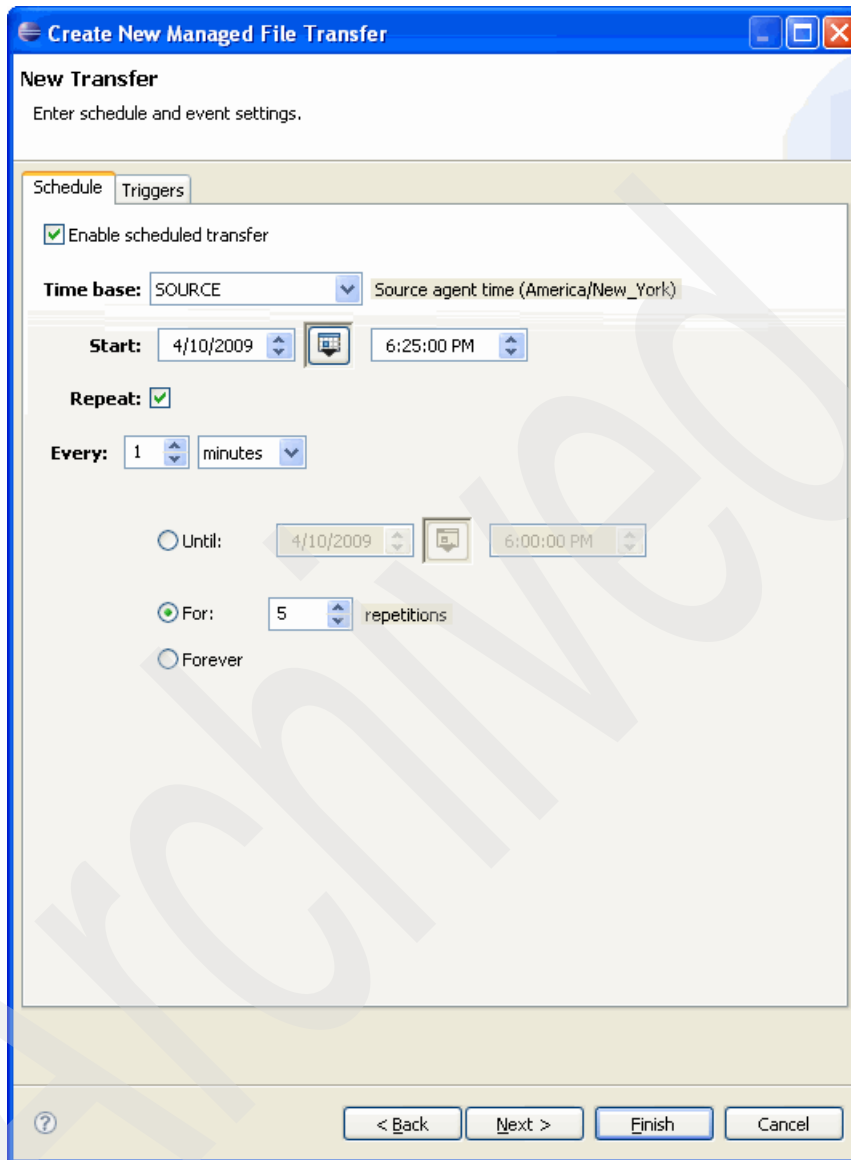 Create New Managed File Transfer
New Transfer
Enter schedule and event settings.
Schedule Triggers
Enable scheduled transfer
Time base: SOURCE Source agent time (America/New_York)
Start: 4/10/2009 6:25:00 PM
Repeat:
Every: 1 minutes
Until: 4/10/2009 6:00:00 PM
For: 5 repetitions
Forever
Archived
? < Back Next > Finish Cancel